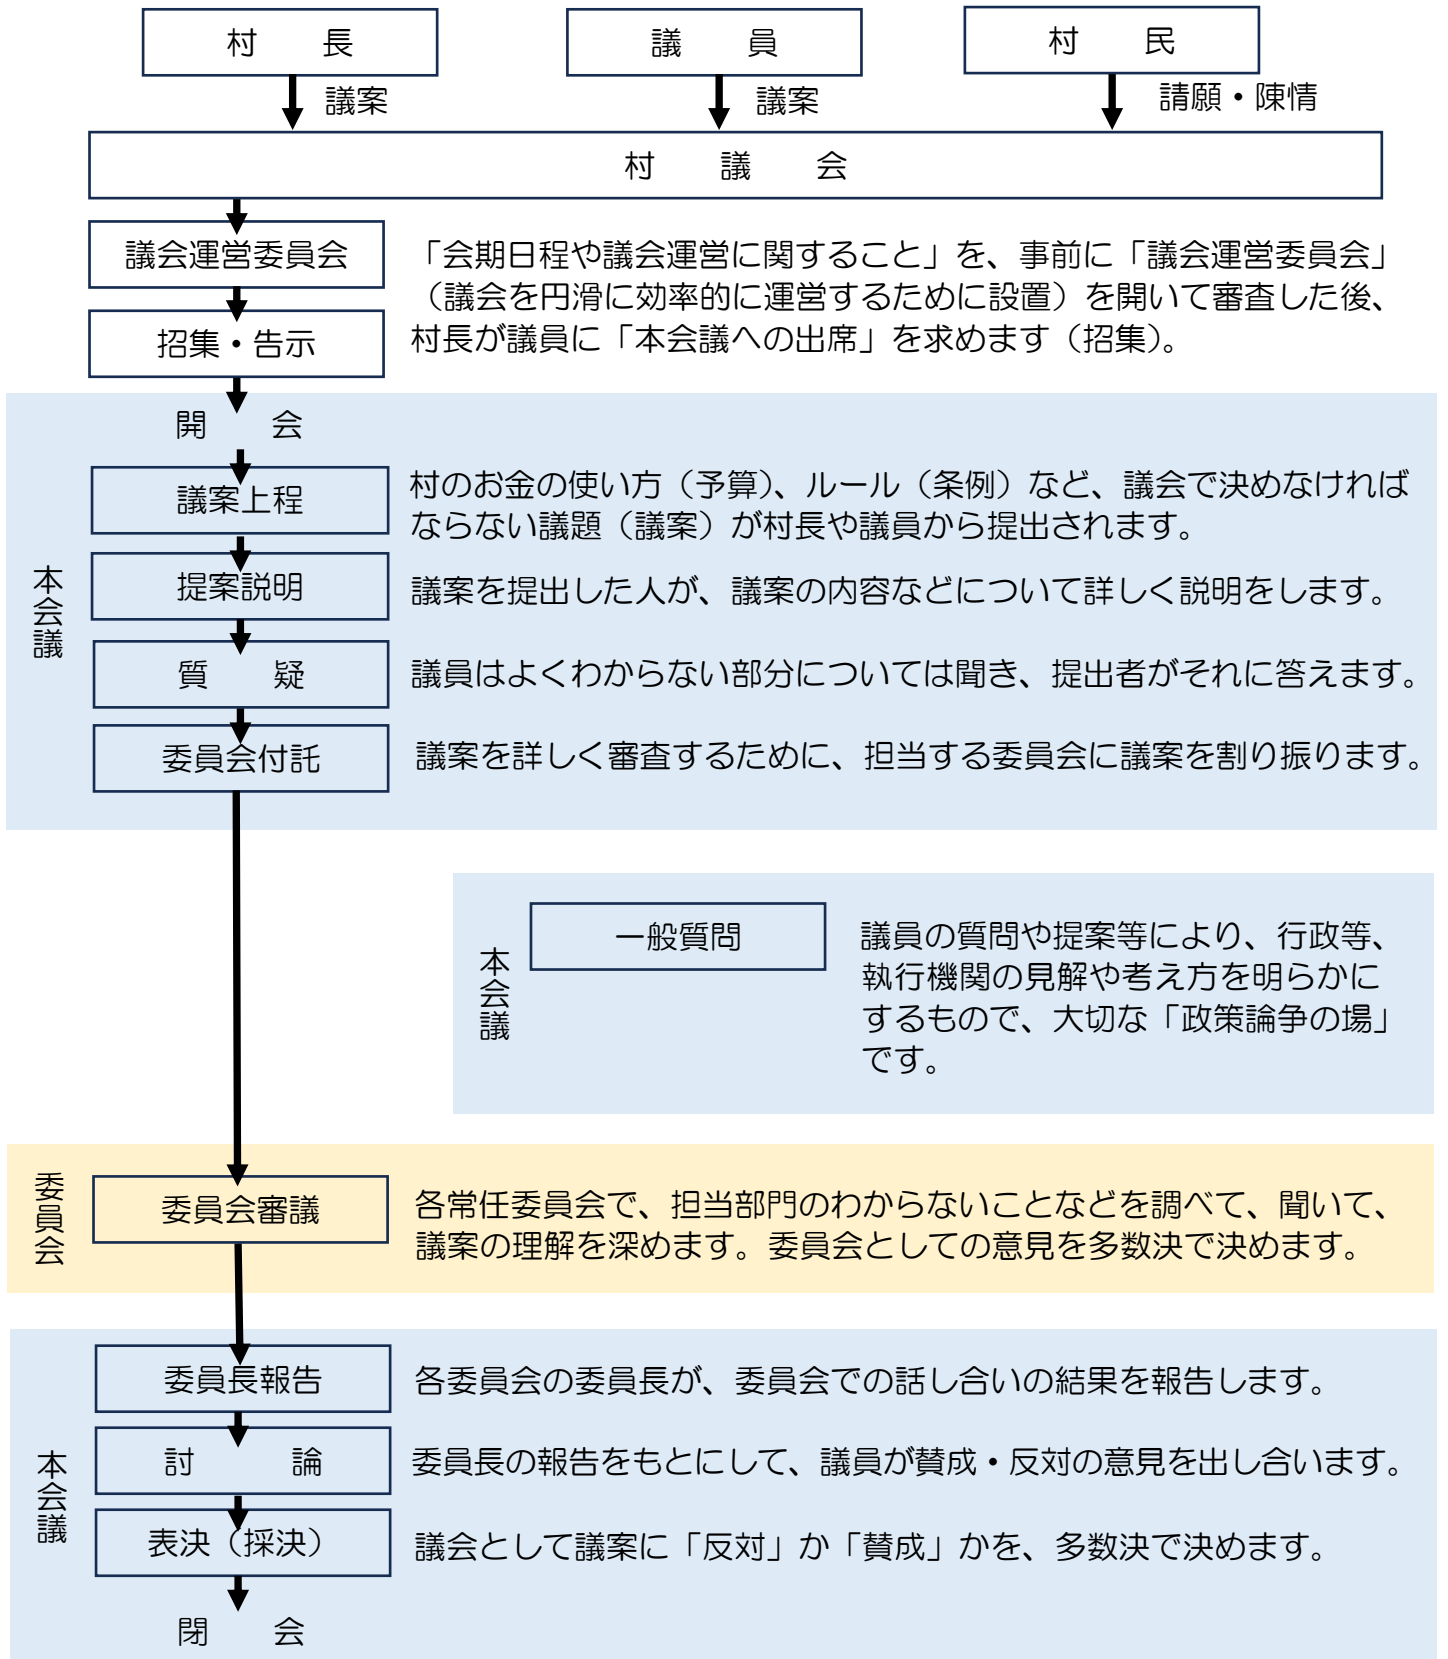 村　長
議　員
村　民
議案
議案
請願・陳情
村　議　会
議会運営委員会
「会期日程や議会運営に関すること」を、事前に「議会運営委員会」
（議会を円滑に効率的に運営するために設置）を開いて審査した後、
村長が議員に「本会議への出席」を求めます（招集）。
招集・告示
本会議
開　会
議案上程
村のお金の使い方（予算）、ルール（条例）など、議会で決めなければ
ならない議題（議案）が村長や議員から提出されます。
提案説明
議案を提出した人が、議案の内容などについて詳しく説明をします。
質　疑
議員はよくわからない部分については聞き、提出者がそれに答えます。
委員会付託
議案を詳しく審査するために、担当する委員会に議案を割り振ります。
本会議
一般質問
議員の質問や提案等により、行政等、
執行機関の見解や考え方を明らかに
するもので、大切な「政策論争の場」
です。
委員会
委員会審議
各常任委員会で、担当部門のわからないことなどを調べて、聞いて、
議案の理解を深めます。委員会としての意見を多数決で決めます。
本会議
委員長報告
各委員会の委員長が、委員会での話し合いの結果を報告します。
討　論
委員長の報告をもとにして、議員が賛成・反対の意見を出し合います。
表決（採決）
議会として議案に「反対」か「賛成」かを、多数決で決めます。
閉　会